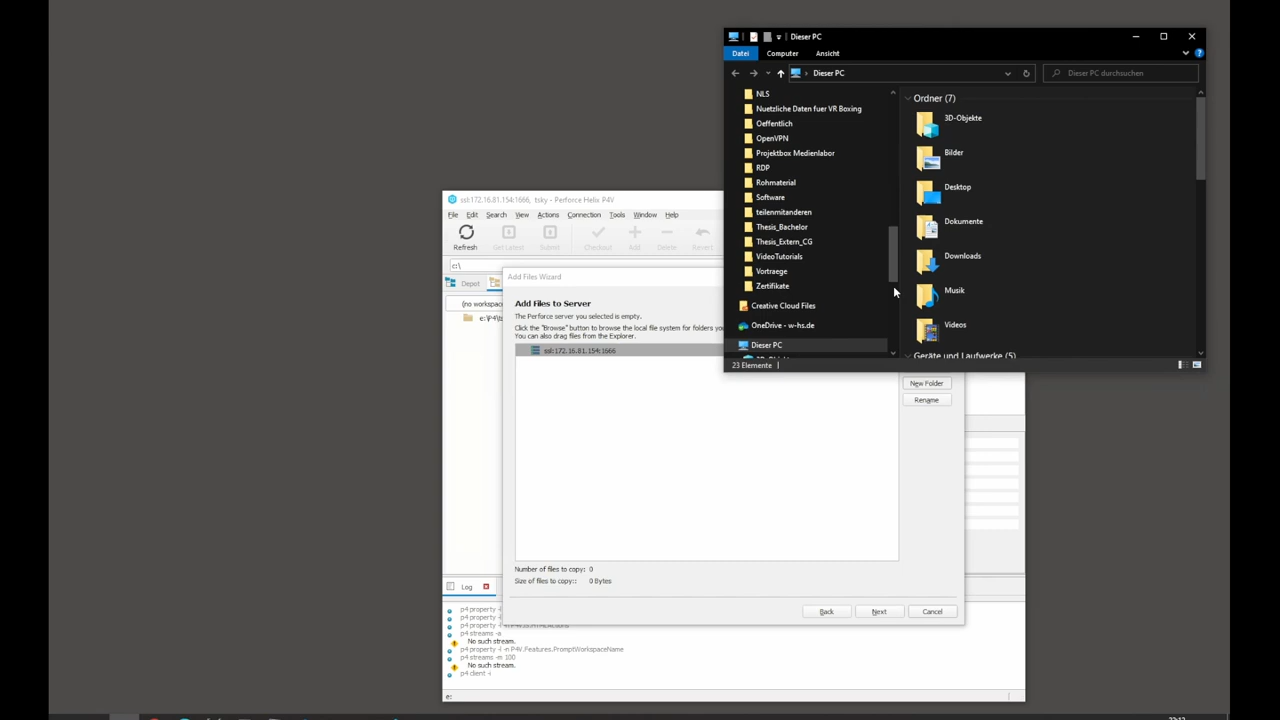 Dieser PC
Datei
Computer
Ansicht
Dieser PC
Dieser PC durchsuchen
NLS
Nuetzliche Daten fuer VR Boxing
Oeffentlich
OpenVPN
Projektbox Medienlabor
RDP
Rohmaterial
Software
teilenmitanderen
Thesis_Bachelor
Thesis_Extern_CG
VideoTutorials
Vortraege
Zertifikate
Creative Cloud Files
OneDrive - w-hs.de
Dieser PC
Ordner (7)
3D-Objekte
Bilder
Desktop
Dokumente
Downloads
Musik
Videos
Geräte und Laufwerke (5)
23 Elemente
ssl:172.16.81.154:1666, tsky - Perforce Helix P4V
File Edit Search View Actions Connection Tools Window Help
Refresh Get Latest Submit Checkout Add Delete Revert
c:\
Depot
(no workspace
Add Files Wizard
Add Files to Server
The Perforce server you selected is empty.
Click the "Browse" button to browse the local file system for folders
You can also drag files from the Explorer.
ssl:172.16.81.154:1666
New Folder
Rename
Number of files to copy: 0
Size of files to copy:: 0 Bytes
Back Next Cancel
Log
p4 streams -a
No such stream.
p4 property -l -n P4V.Features.PromptWorkspaceName
p4 streams -m 100
No such stream.
p4 client -i
e: